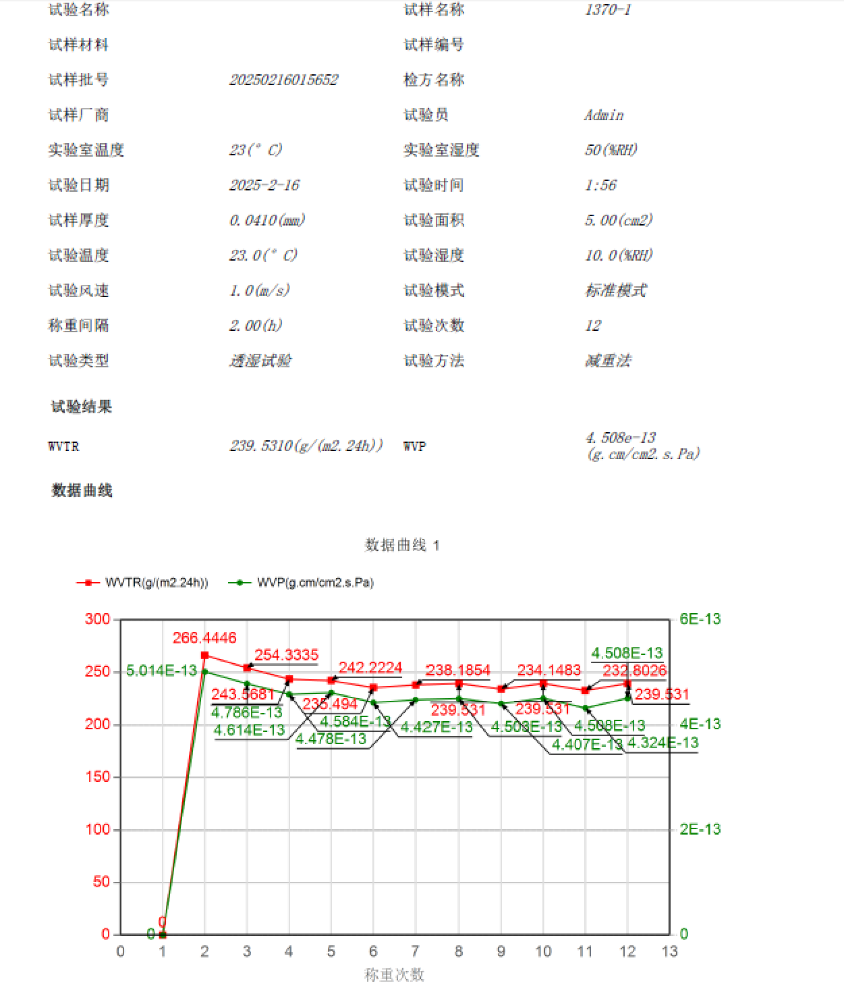 试验名称 试样名称 1370-1
试样材料 试样编号
试样批号 20250216015652 检方名称
试样厂商 试验员 Admin
实验室温度 23(° C) 实验室湿度 50(%RH)
试验日期 2025-2-16 试验时间 1:56
试样厚度 0.0410(mm) 试验面积 5.00(cm2)
试验温度 23.0(° C) 试验湿度 10.0(%RH)
试验风速 1.0(m/s) 试验模式 标准模式
称重间隔 2.00(h) 试验次数 12
试验类型 透湿试验 试验方法 减重法
试验结果
WVTR 239.5310(g/(m2.24h)) WVP 4.508e-13
(g.cm/cm2.s.Pa)
数据曲线
数据曲线 1
WVTR(g/(m2.24h)) WVP(g.cm/cm2.s.Pa)
300 6E-13
266.4446
254.3335 4.508E-13
250 5.014E-13 242.2224 238.1854 234.1483 232.8026
243.5681 235.494 239.531 239.531 239.531
4.786E-13 4.584E-13 4.427E-13 4.503E-13 4.508E-13
200 4E-13
4.614E-13 4.478E-13 4.407E-13 4.324E-13
150
100 2E-13
50
0
0 0 0
0 1 2 3 4 5 6 7 8 9 10 11 12 13
称重次数